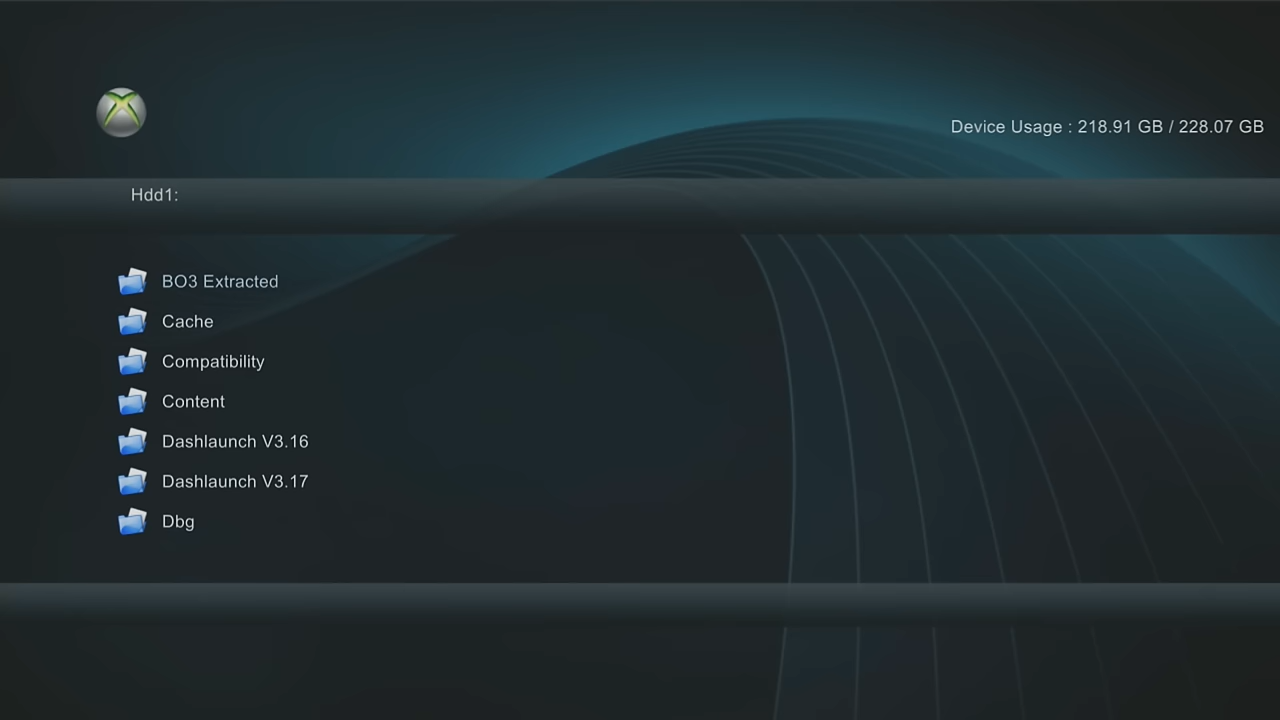 Device Usage : 218.91 GB / 228.07 GB
Hdd1:
BO3 Extracted
Cache
Compatibility
Content
Dashlaunch V3.16
Dashlaunch V3.17
Dbg